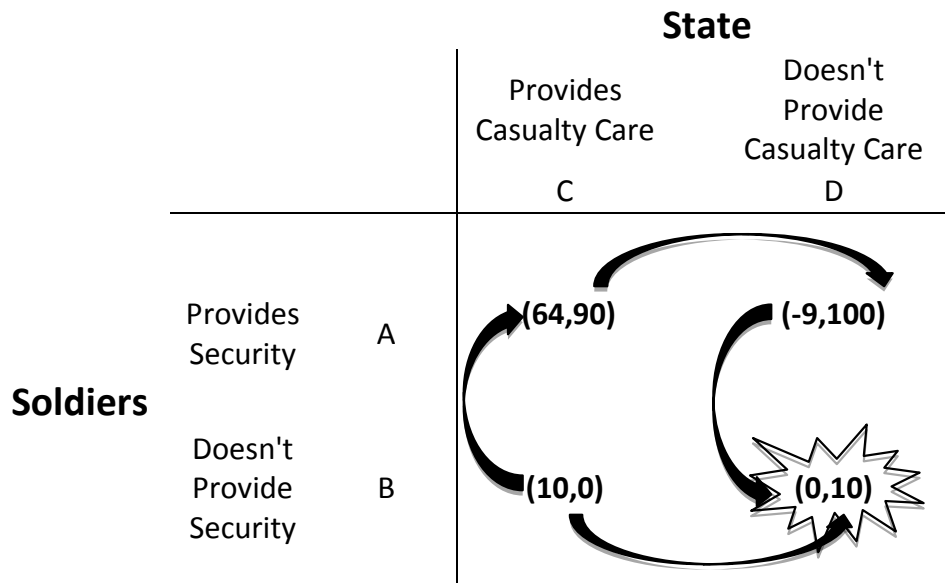 State
Provides
Casualty Care
Doesn't
Provide
Casualty Care
C
D
Soldiers
Provides
Security
A
(64,90)
(-9,100)
Doesn't
Provide
Security
B
(10,0)
(0,10)